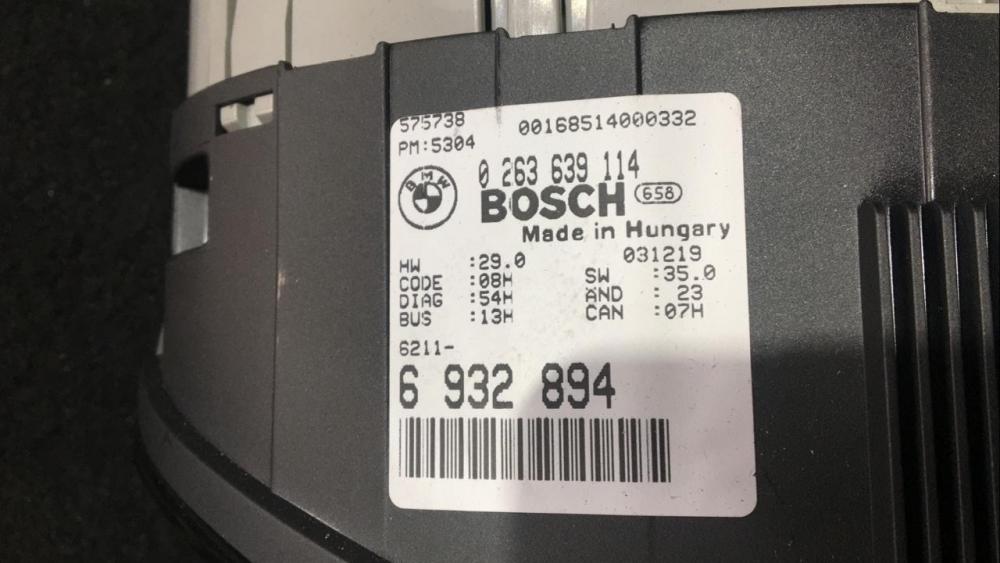 575738 00168514000332
PM:5304
BMW
0 263 639 114
BOSCH 658
Made in Hungary
031219
HW :29.0 SW :35.0
CODE :08H ÄND : 23
DIAG :54H CAN :07H
BUS :13H
6211-
6 932 894